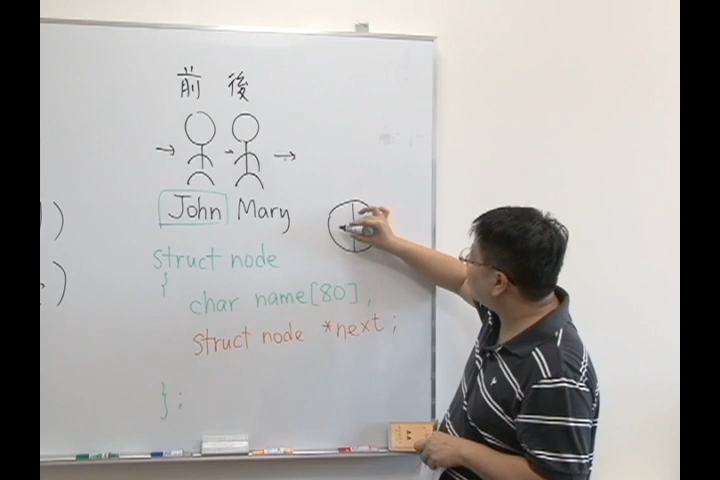 前 後
John Mary
struct node
{
char name[80],
struct node *next;
};